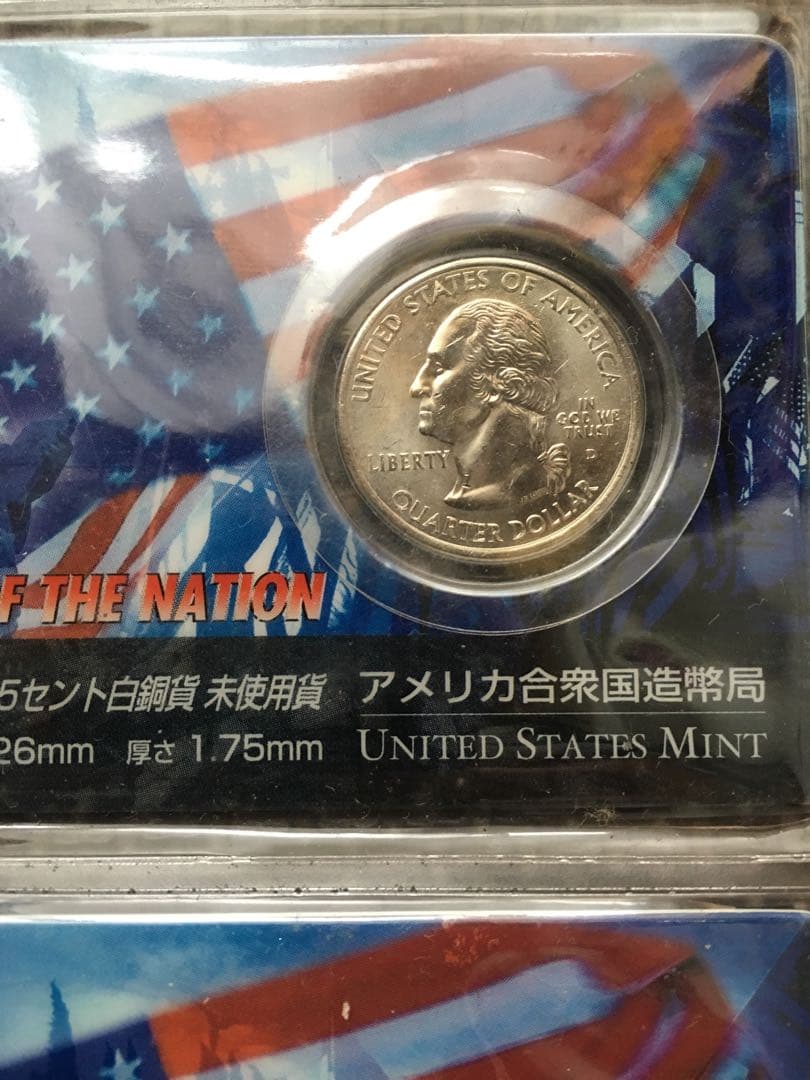 UNITED STATES OF AMERICA
IN
GOD WE
TRUST
LIBERTY
D
QUARTER DOLLAR
F THE NATION
5セント白銅貨 未使用貨
26mm 厚さ 1.75mm
アメリカ合衆国造幣局
UNITED STATES MINT